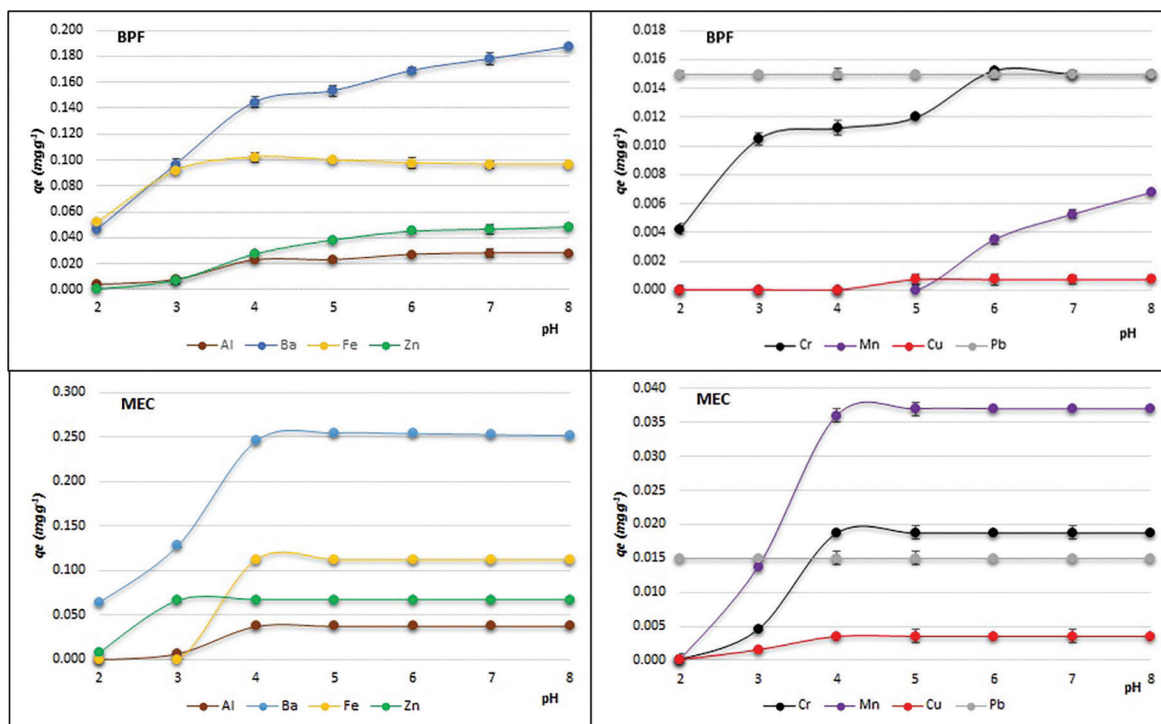 BPF
0.200
0.180
0.160
0.140
0.120
0.100
0.080
0.060
0.040
0.020
0.000
qe (mgg-1)
2 3 4 5 6 7 8
pH
Al Ba Fe Zn
BPF
0.018
0.016
0.014
0.012
0.010
0.008
0.006
0.004
0.002
0.000
qe (mgg-1)
2 3 4 5 6 7 8
pH
Cr Mn Cu Pb
MEC
0.300
0.250
0.200
0.150
0.100
0.050
0.000
qe (mgg-1)
2 3 4 5 6 7 8
pH
Al Ba Fe Zn
MEC
0.040
0.035
0.030
0.025
0.020
0.015
0.010
0.005
0.000
qe (mgg-1)
2 3 4 5 6 7 8
pH
Cr Mn Cu Pb